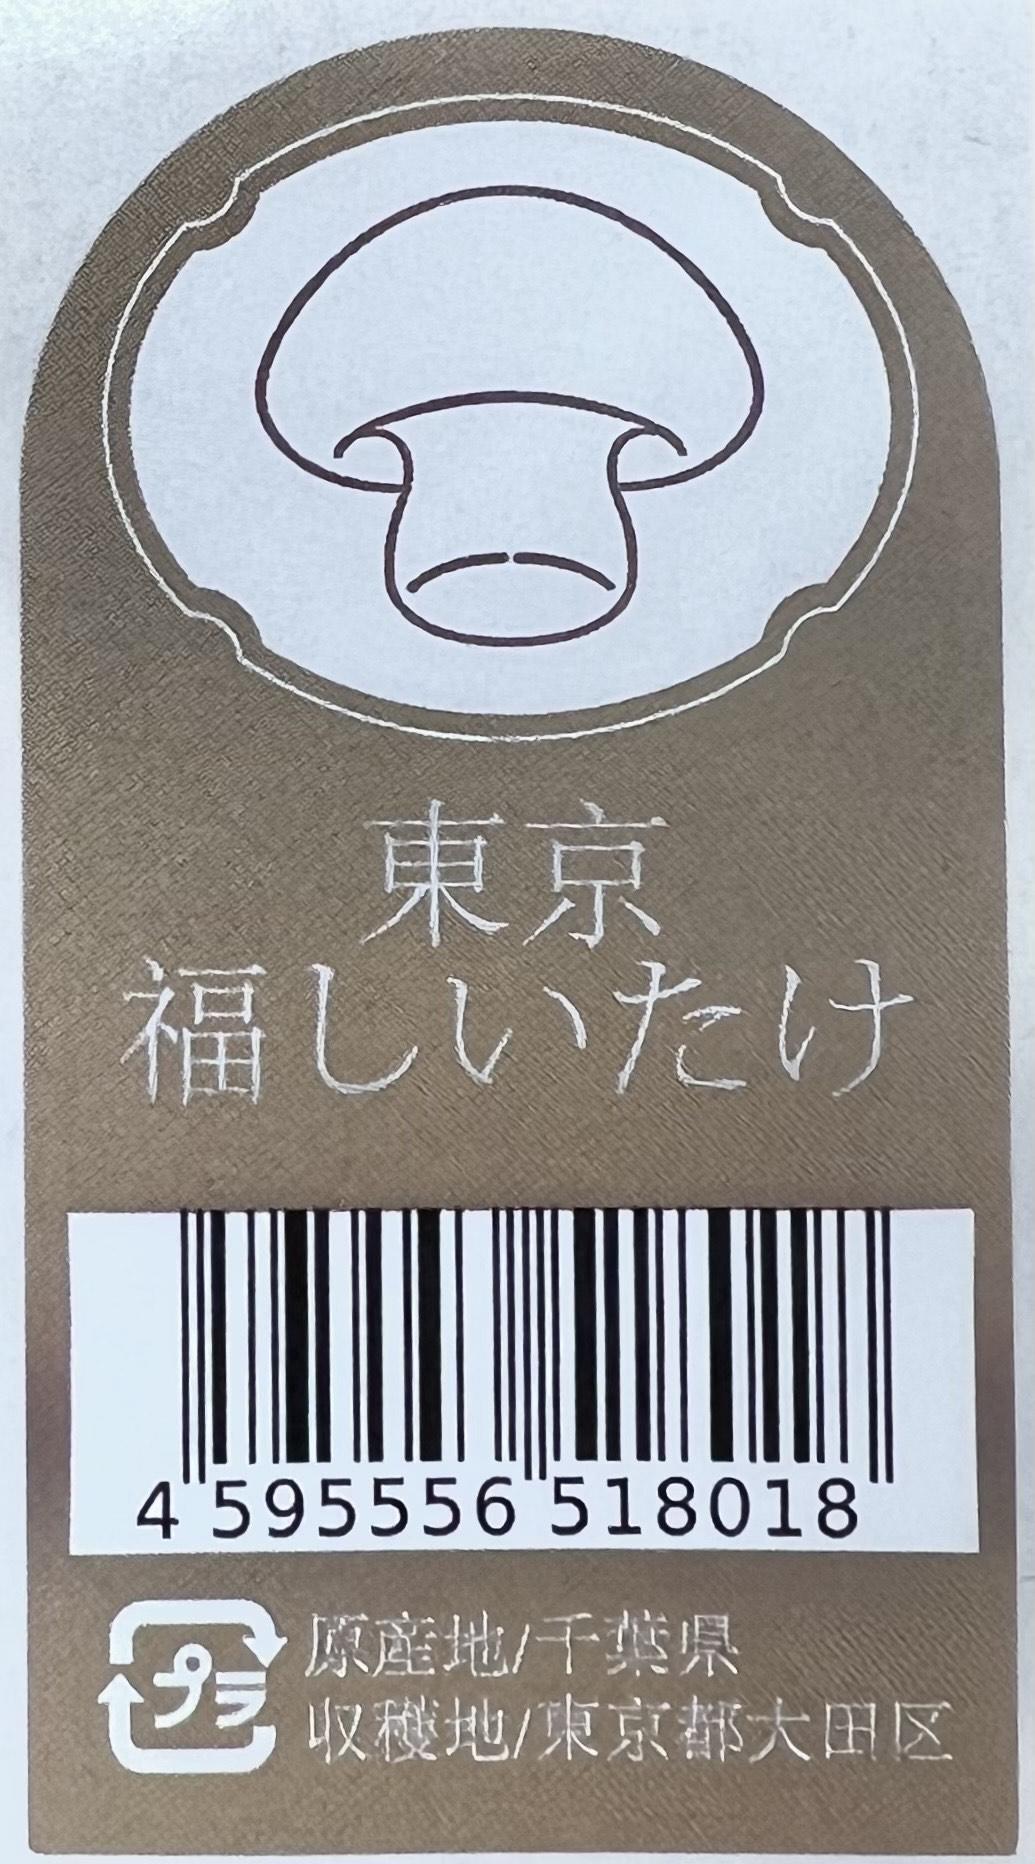 東京
福しいたけ
4 595556 518018
プラ
原産地/千葉県
収穫地/東京都大田区